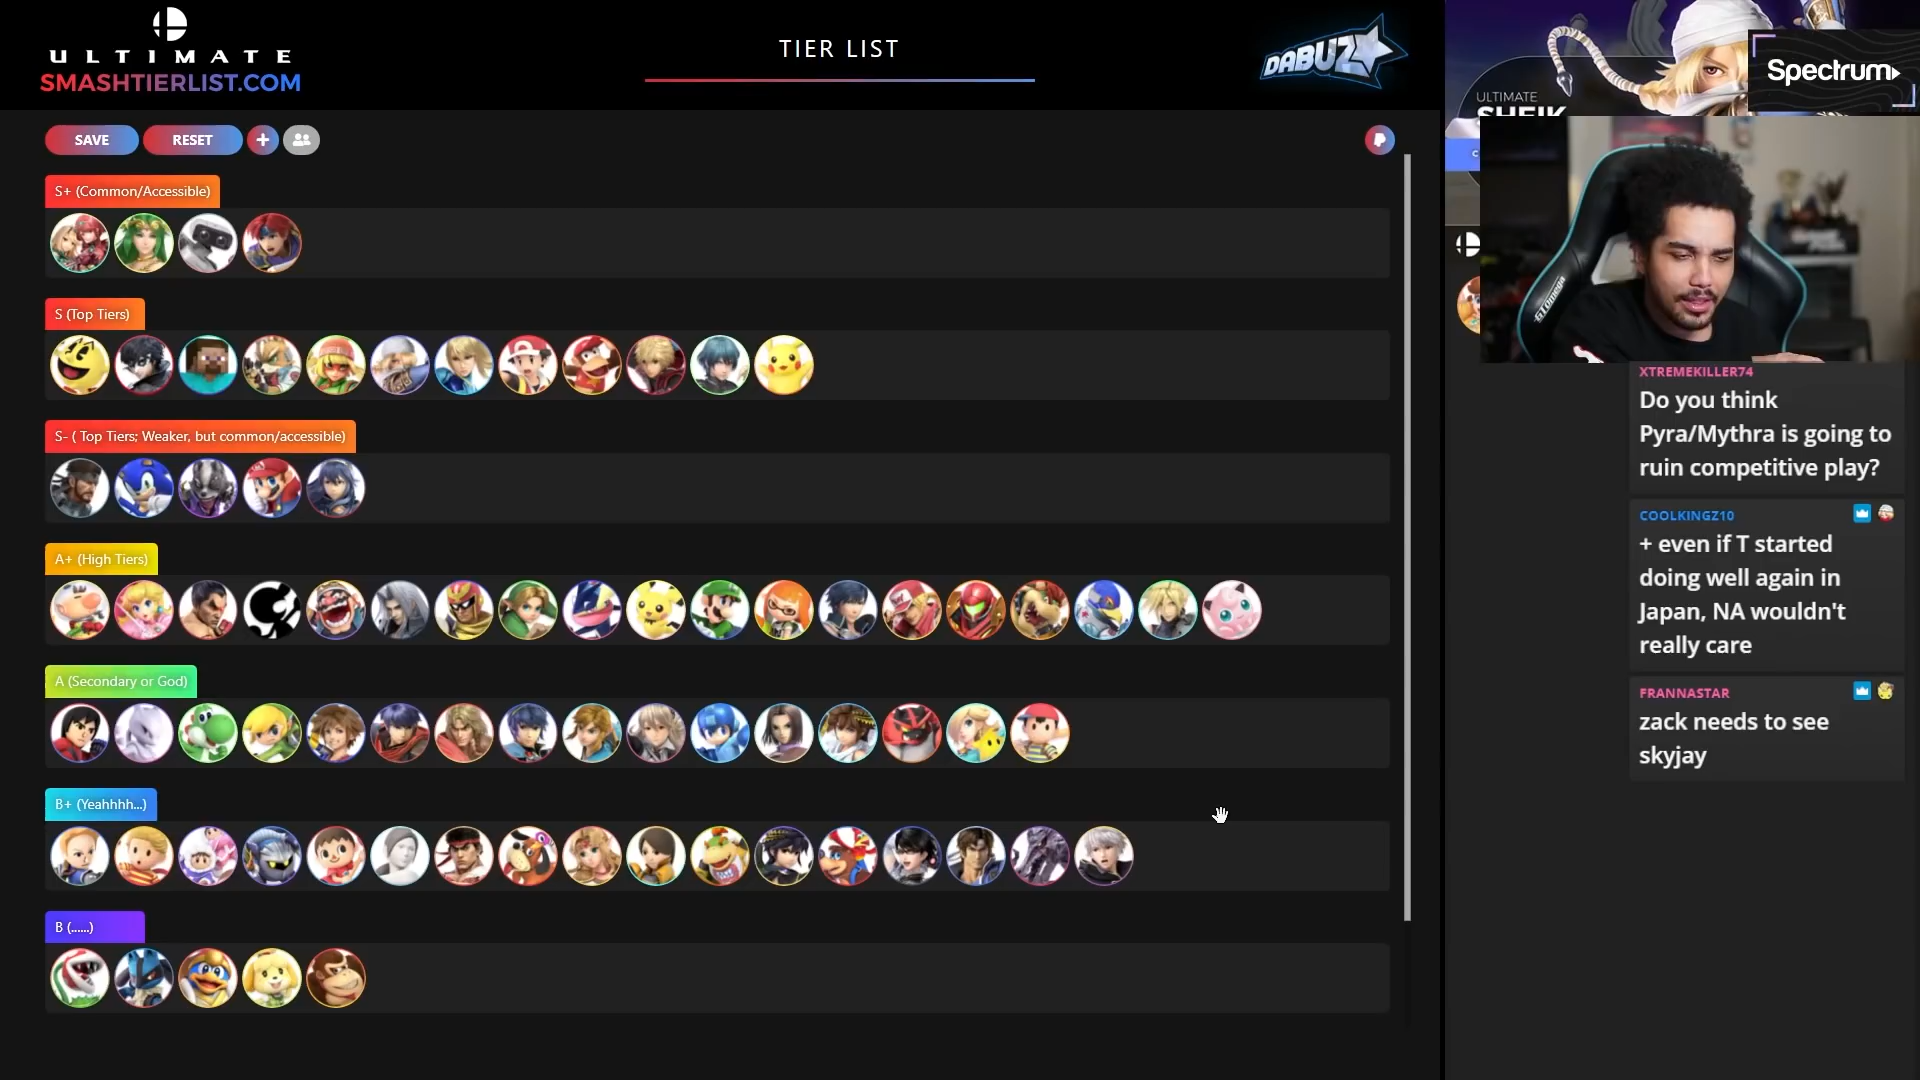 ULTIMATE
SMASHTIERLIST.COM
TIER LIST
DABUZ
SAVE
RESET
+
S+ (Common/Accessible)
S (Top Tiers)
S- ( Top Tiers; Weaker, but common/accessible)
A+ (High Tiers)
A (Secondary or God)
B+ (Yeahhhh...)
B (......)
Spectrum
ULTIMATE
SHEIK
C
GTOmega
XTREMEKILLER74
Do you think
Pyra/Mythra is going to
ruin competitive play?
COOLKINGZ10
+ even if T started
doing well again in
Japan, NA wouldn't
really care
FRANNASTAR
zack needs to see
skyjay